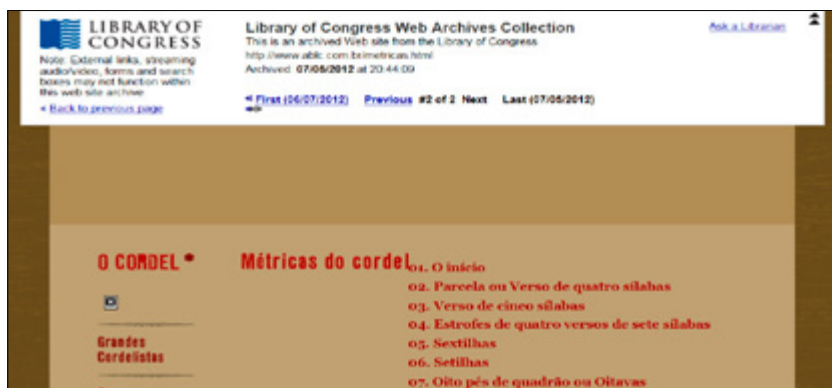 LIBRARY OF
CONGRESS
Note: External links, streaming
audio/video, forms and search
boxes may not function within
this web site archive
« Back to previous page
Library of Congress Web Archives Collection
This is an archived Web site from the Library of Congress
http://www.ablc.com.br/metricas.html
Archived: 07/05/2012 at 20:44:09
First (06/07/2012) Previous #2 of 2 Next Last (07/05/2012)
Ask a Librarian
O CORDEL
Grandes
Cordelistas
Métricas do cordel
01. O início
02. Parcela ou Verso de quatro sílabas
03. Verso de cinco sílabas
04. Estrofes de quatro versos de sete sílabas
05. Sextilhas
06. Setilhas
07. Oito pés de quadrão ou Oitavas